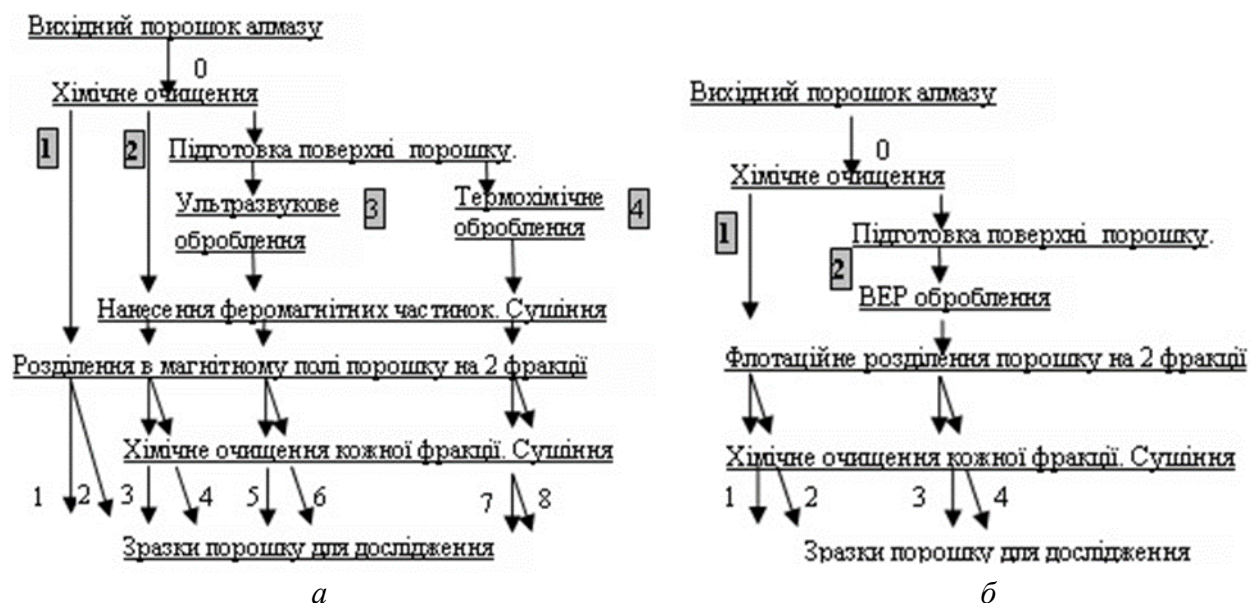 Вихідний порошок алмазу
0
Хімічне очищення
1
2
Підготовка поверхні порошку.
Ультразвукове
оброблення
3
Термохімічне
оброблення
4
Нанесення феромагнітних частинок. Сушіння
Розділення в магнітному полі порошку на 2 фракції
Хімічне очищення кожної фракції. Сушіння
1 2 3 4 5 6 7 8
Зразки порошку для дослідження
а
Вихідний порошок алмазу
0
Хімічне очищення
1
Підготовка поверхні порошку.
2
ВЕР оброблення
Флотаційне розділення порошку на 2 фракції
Хімічне очищення кожної фракції. Сушіння
1 2 3 4
Зразки порошку для дослідження
б